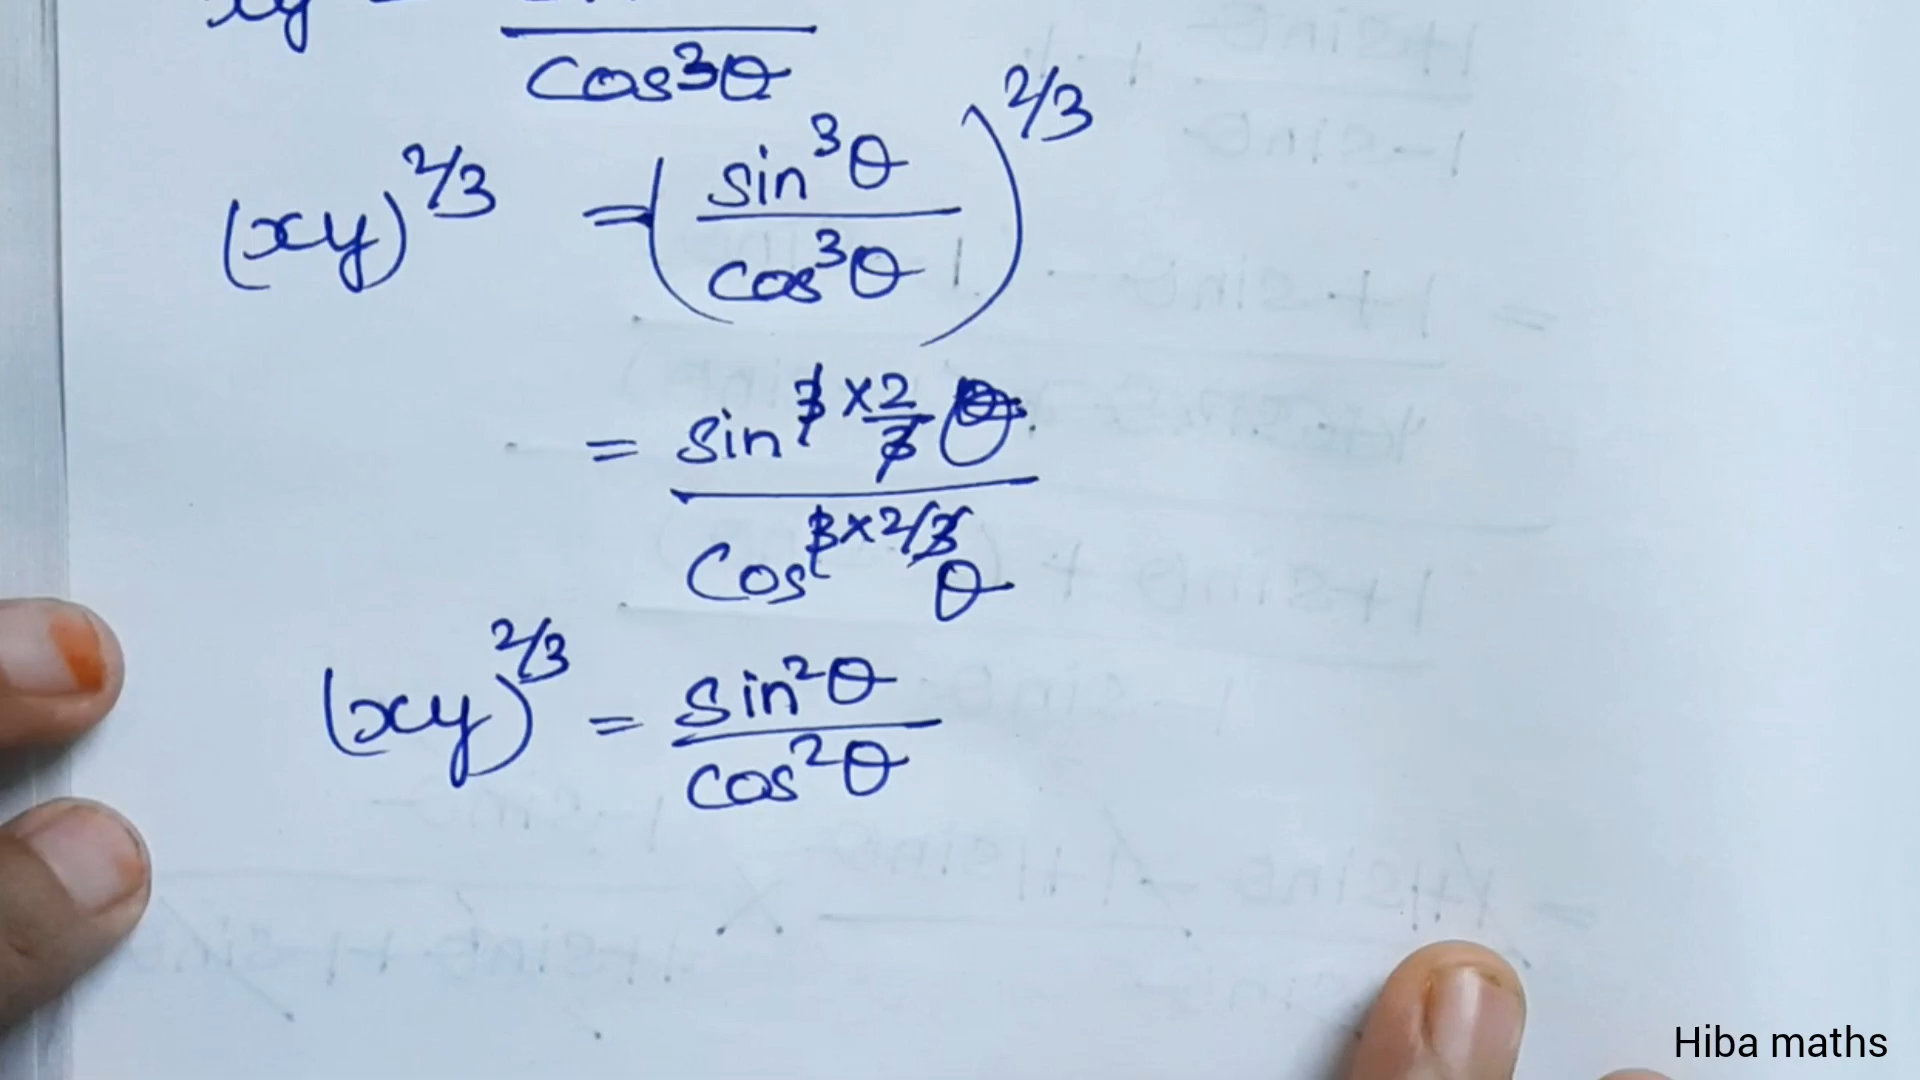 xy
cos³θ
(xy)^2/3 = (sin³θ / cos³θ)^2/3
= sin^3×2/3 θ / cos^3×2/3 θ
(xy)^2/3 = sin²θ / cos²θ
Hiba maths